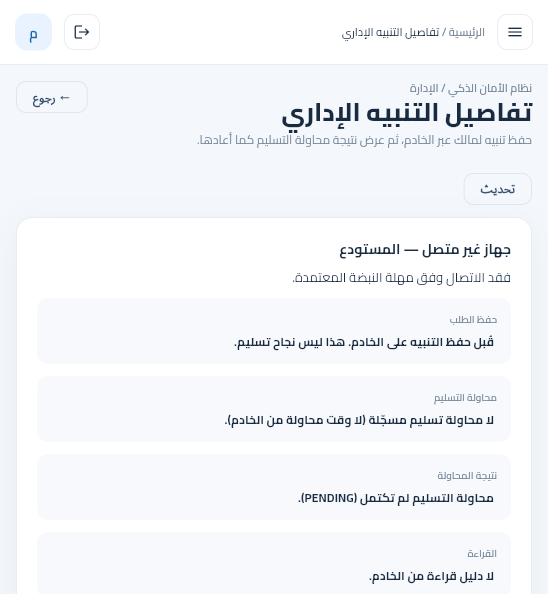 الرئيسية / تفاصيل التنبيه الإداري
م
نظام الأمان الذكي / الإدارة
تفاصيل التنبيه الإداري
حفظ تنبيه لمالك عبر الخادم، ثم عرض نتيجة محاولة التسليم كما أعادها.
← رجوع
تحديث
جهاز غير متصل — المستودع
فقد الاتصال وفق مهلة النبضة المعتمدة.
حفظ الطلب
قُبل حفظ التنبيه على الخادم. هذا ليس نجاح تسليم.
محاولة التسليم
لا محاولة تسليم مسجّلة (لا وقت محاولة من الخادم).
نتيجة المحاولة
محاولة التسليم لم تكتمل (PENDING).
القراءة
لا دليل قراءة من الخادم.